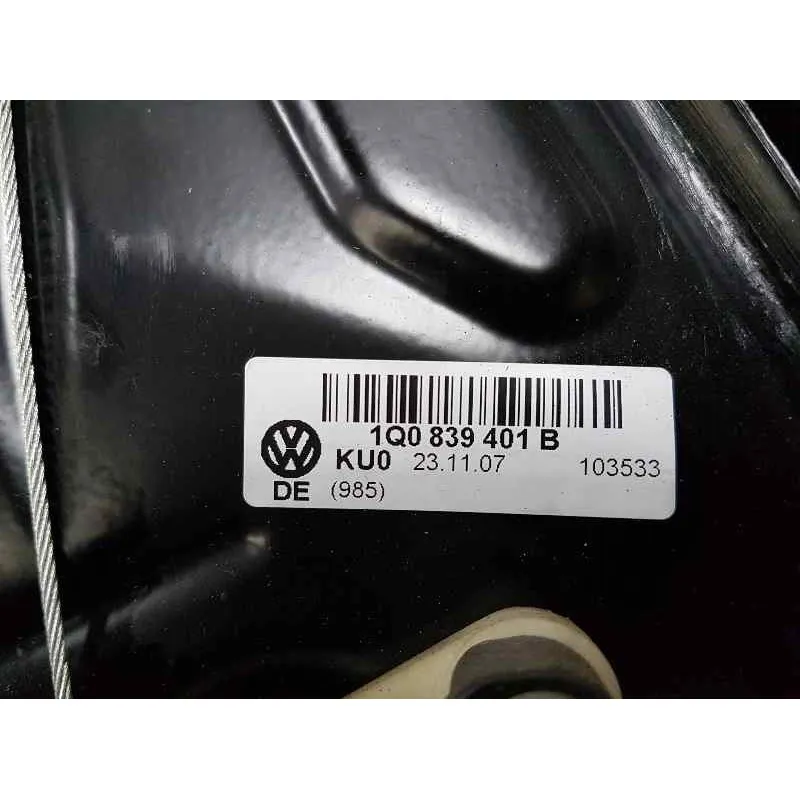 1Q0 839 401 B
KU0 23.11.07 103533
DE (985)